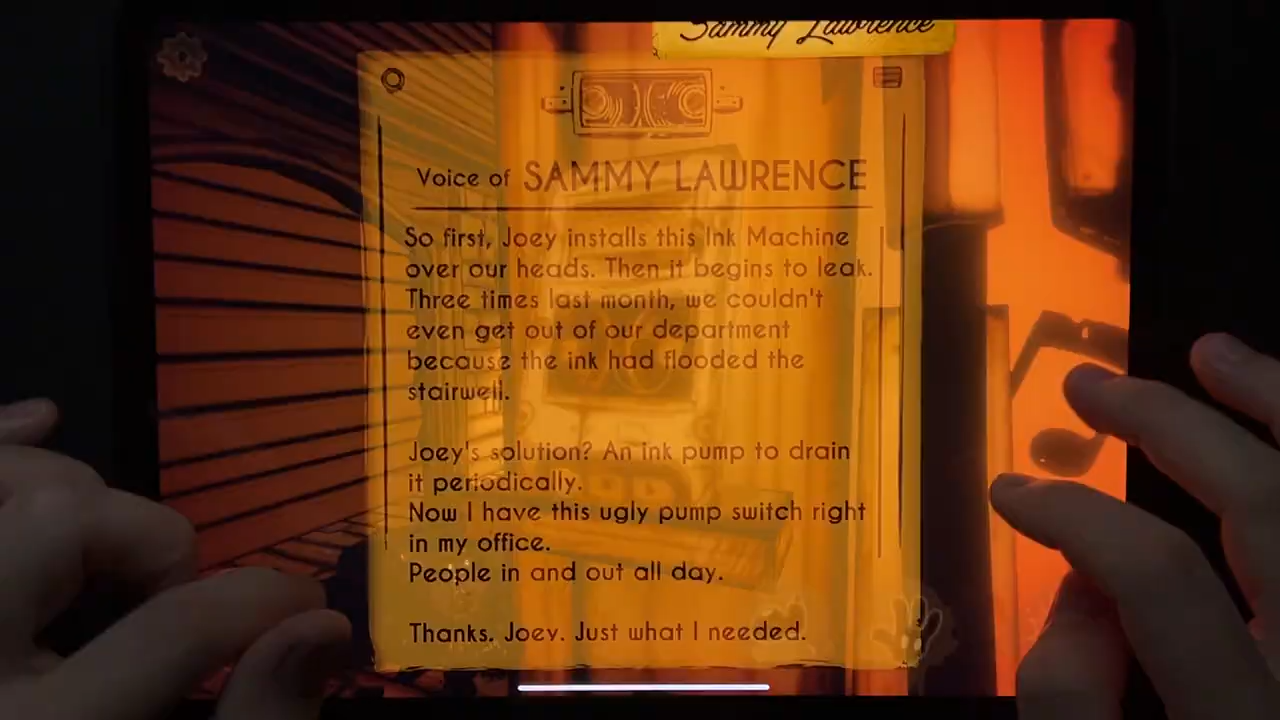 Sammy Lawrence
Voice of SAMMY LAWRENCE
So first, Joey installs this Ink Machine
over our heads. Then it begins to leak.
Three times last month, we couldn't
even get out of our department
because the ink had flooded the
stairwell.
Joey's solution? An ink pump to drain
it periodically.
Now I have this ugly pump switch right
in my office.
People in and out all day.
Thanks. Joey. Just what I needed.